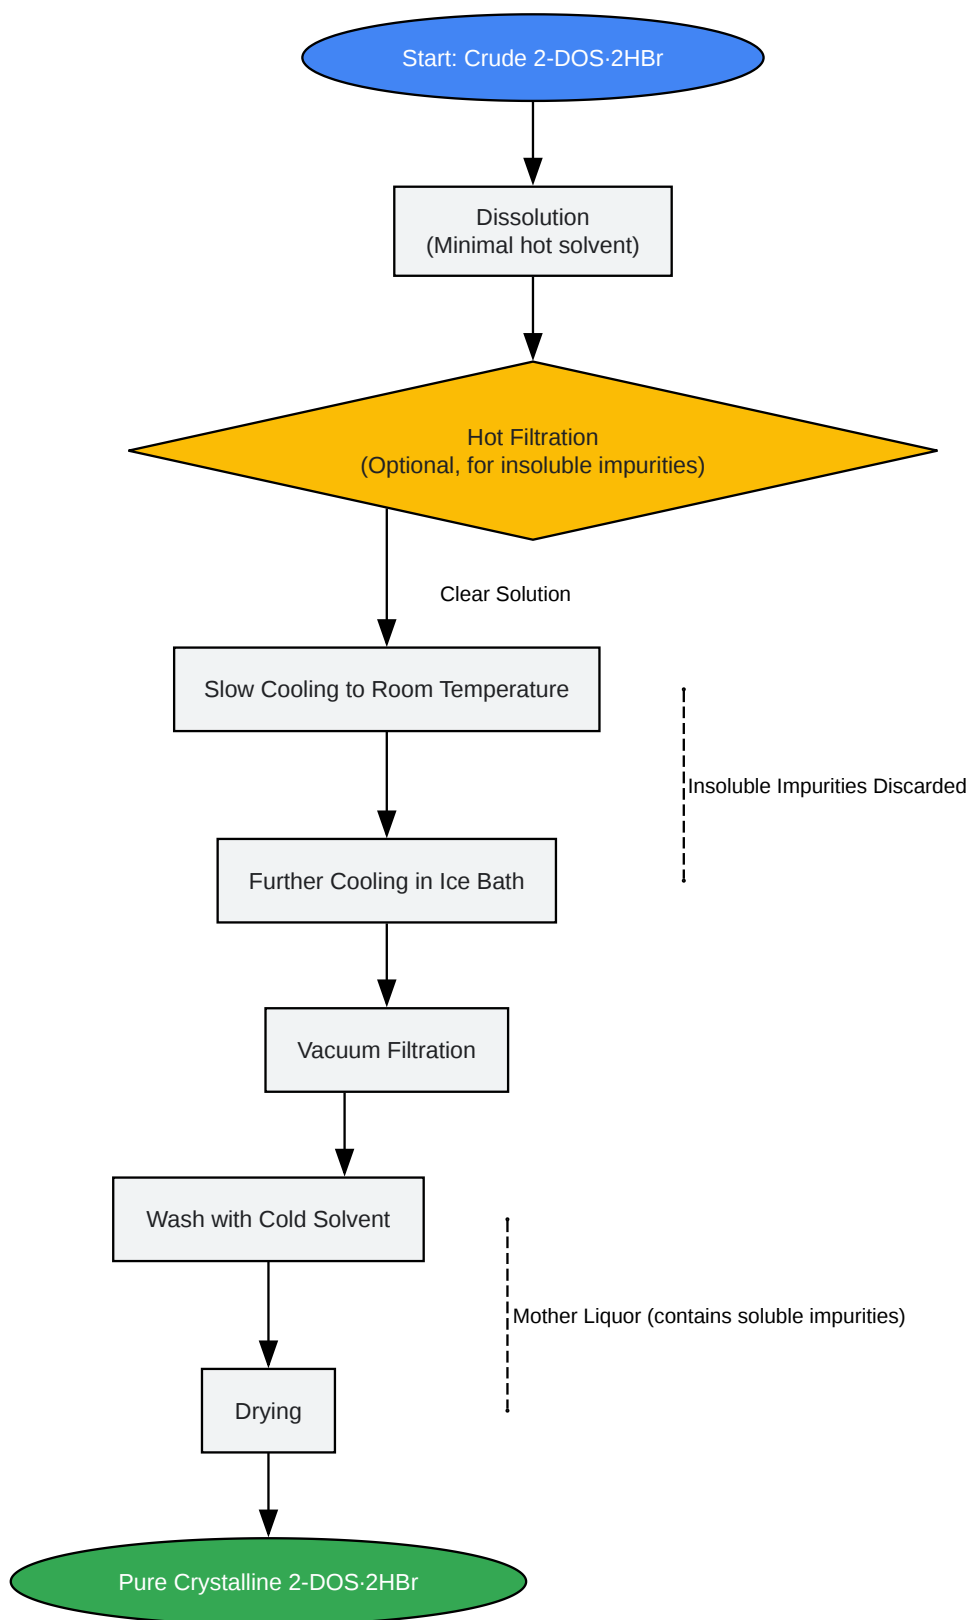 Start: Crude 2-DOS·2HBr
Dissolution
(Minimal hot solvent)
Hot Filtration
(Optional, for insoluble impurities)
Clear Solution
Slow Cooling to Room Temperature
Insoluble Impurities Discarded
Further Cooling in Ice Bath
Vacuum Filtration
Wash with Cold Solvent
Mother Liquor (contains soluble impurities)
Drying
Pure Crystalline 2-DOS·2HBr